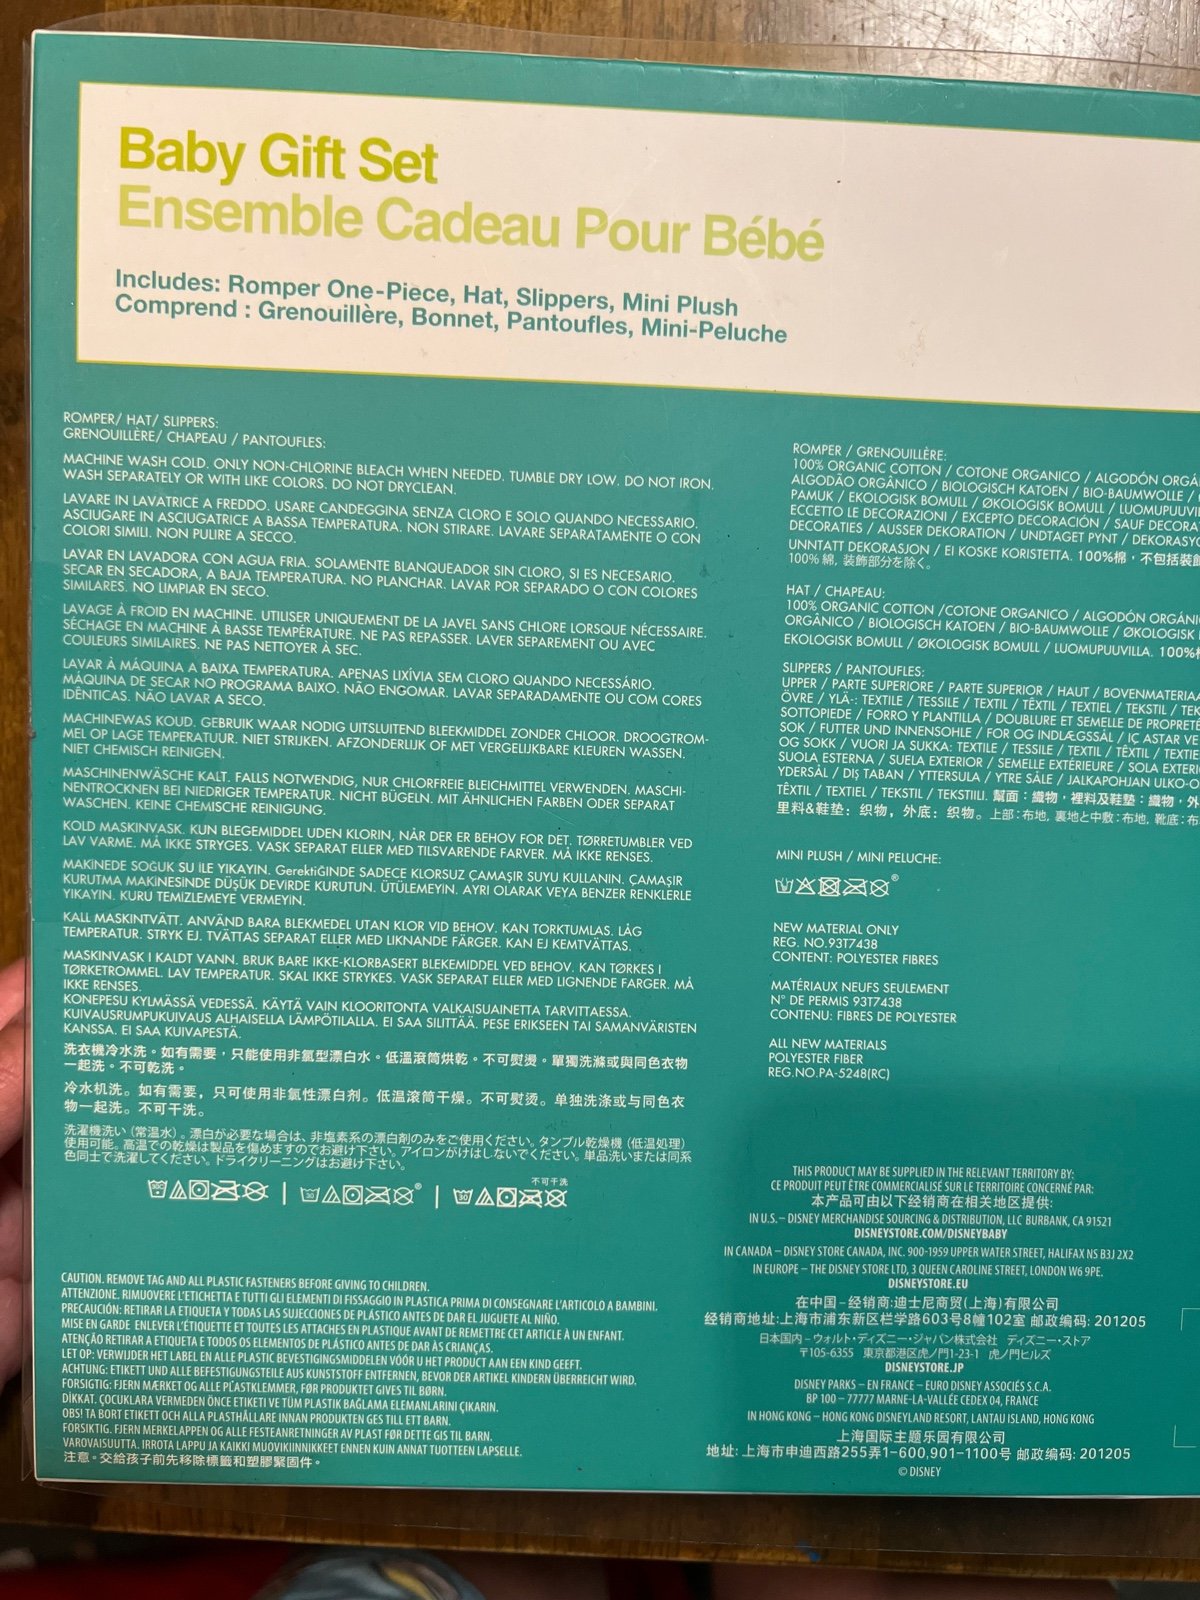 Baby Gift Set
Ensemble Cadeau Pour Bébé
Includes: Romper One-Piece, Hat, Slippers, Mini Plush
Comprend : Grenouillère, Bonnet, Pantoufles, Mini-Peluche
ROMPER/ HAT/ SLIPPERS:
GRENOUILLÈRE/ CHAPEAU / PANTOUFLES:
MACHINE WASH COLD. ONLY NON-CHLORINE BLEACH WHEN NEEDED. TUMBLE DRY LOW. DO NOT IRON.
WASH SEPARATELY OR WITH LIKE COLORS. DO NOT DRYCLEAN.
LAVARE IN LAVATRICE A FREDDO. USARE CANDEGGINA SENZA CLORO E SOLO QUANDO NECESSARIO.
ASCIUGARE IN ASCIUGATRICE A BASSA TEMPERATURA. NON STIRARE. LAVARE SEPARATAMENTE O CON
COLORI SIMILI. NON PULIRE A SECCO.
LAVAR EN LAVADORA CON AGUA FRIA. SOLAMENTE BLANQUEADOR SIN CLORO, SI ES NECESARIO.
SECAR EN SECADORA, A BAJA TEMPERATURA. NO PLANCHAR. LAVAR POR SEPARADO O CON COLORES
SIMILARES. NO LIMPIAR EN SECO.
LAVAGE À FROID EN MACHINE. UTILISER UNIQUEMENT DE LA JAVEL SANS CHLORE LORSQUE NÉCESSAIRE.
SÉCHAGE EN MACHINE À BASSE TEMPÉRATURE. NE PAS REPASSER. LAVER SEPAREMENT OU AVEC
COULEURS SIMILAIRES. NE PAS NETTOYER À SEC.
LAVAR À MÁQUINA A BAIXA TEMPERATURA. APENAS LIXÍVIA SEM CLORO QUANDO NECESSÁRIO.
MÁQUINA DE SECAR NO PROGRAMA BAIXO. NÃO ENGOMAR. LAVAR SEPARADAMENTE OU COM CORES
IDÊNTICAS. NÃO LAVAR A SECO.
MACHINEWAS KOUD. GEBRUIK WAAR NODIG UITSLUITEND BLEEKMIDDEL ZONDER CHLOOR. DROOGTROM-
MEL OP LAGE TEMPERATUUR. NIET STRIJKEN. AFZONDERLIJK OF MET VERGELIJKBARE KLEUREN WASSEN.
NIET CHEMISCH REINIGEN.
MASCHINENWÄSCHE KALT. FALLS NOTWENDIG, NUR CHLORFREIE BLEICHMITTEL VERWENDEN. MASCHI-
NENTROCKNEN BEI NIEDRIGER TEMPERATUR. NICHT BÜGELN. MIT ÄHNLICHEN FARBEN ODER SEPARAT
WASCHEN. KEINE CHEMISCHE REINIGUNG.
KOLD MASKINVASK. KUN BLEGEMIDDEL UDEN KLORIN, NÅR DER ER BEHOV FOR DET. TØRRETUMBLER VED
LAV VARME. MÅ IKKE STRYGES. VASK SEPARAT ELLER MED TILSVARENDE FARVER. MÅ IKKE RENSES.
MAKiNEDE SOĞUK SU iLE YIKAYIN. GerektiĞiNDE SADECE KLORSUZ ÇAMAŞIR SUYU KULLANIN. ÇAMAŞIR
KURUTMA MAKiNESiNDE DÜŞÜK DEViRDE KURUTUN. ÜTÜLEMEYiN. AYRI OLARAK VEYA BENZER RENKLERLE
YIKAYIN. KURU TEMiZLEMEYE VERMEYiN.
KALL MASKINTVÄTT. ANVÄND BARA BLEKMEDEL UTAN KLOR VID BEHOV. KAN TORKTUMLAS. LÅG
TEMPERATUR. STRYK EJ. TVÄTTAS SEPARAT ELLER MED LIKNANDE FÄRGER. KAN EJ KEMTVÄTTAS.
MASKINVASK I KALDT VANN. BRUK BARE IKKE-KLORBASERT BLEKEMIDDEL VED BEHOV. KAN TØRKES I
TØRKETROMMEL. LAV TEMPERATUR. SKAL IKKE STRYKES. VASK SEPARAT ELLER MED LIGNENDE FARGER. MÅ
IKKE RENSES.
KONEPESU KYLMÄSSÄ VEDESSÄ. KÄYTÄ VAIN KLOORITONTA VALKAISUAINETTA TARVITTAESSA.
KUIVAUSRUMPUKUIVAUS ALHAISELLA LÄMPÖTILALLA. EI SAA SILITTÄÄ. PESE ERIKSEEN TAI SAMANVÄRISTEN
KANSSA. EI SAA KUIVAPESTÄ.
洗衣機冷水洗。如有需要，只能使用非氯型漂白水。低溫滾筒烘乾。不可熨燙。單獨洗滌或與同色衣物
一起洗。不可乾洗。
冷水机洗。如有需要，只可使用非氯性漂白剂。低温滚筒干燥。不可熨烫。单独洗涤或与同色衣
物一起洗。不可干洗。
洗濯機洗い（常温水）。漂白が必要な場合は、非塩素系の漂白剤のみをご使用ください。タンブル乾燥機（低温処理）
使用可能。高温での乾燥は製品を傷めますのでお避け下さい。アイロンがけはしないでください。単品洗いまたは同系
色同士で洗濯してください。ドライクリーニングはお避け下さい。
不可干洗
CAUTION. REMOVE TAG AND ALL PLASTIC FASTENERS BEFORE GIVING TO CHILDREN.
ATTENZIONE. RIMUOVERE L'ETICHETTA E TUTTI GLI ELEMENTI DI FISSAGGIO IN PLASTICA PRIMA DI CONSEGNARE L'ARTICOLO A BAMBINI.
PRECAUCIÓN: RETIRAR LA ETIQUETA Y TODAS LAS SUJECCIONES DE PLÁSTICO ANTES DE DAR EL JUGUETE AL NIÑO.
MISE EN GARDE ENLEVER L'ÉTIQUETTE ET TOUTES LES ATTACHES EN PLASTIQUE AVANT DE REMETTRE CET ARTICLE À UN ENFANT.
ATENÇÃO RETIRAR A ETIQUETA E TODOS OS ELEMENTOS DE PLÁSTICO ANTES DE DAR ÀS CRIANÇAS.
LET OP: VERWIJDER HET LABEL EN ALLE PLASTIC BEVESTIGINGSMIDDELEN VÓÓR U HET PRODUCT AAN EEN KIND GEEFT.
ACHTUNG: ETIKETT UND ALLE BEFESTIGUNGSTEILE AUS KUNSTSTOFF ENTFERNEN, BEVOR DER ARTIKEL KINDERN ÜBERREICHT WIRD.
FORSIGTIG: FJERN MÆRKET OG ALLE PLASTKLEMMER, FØR PRODUKTET GIVES TIL BØRN.
DİKKAT. ÇOCUKLARA VERMEDEN ÖNCE ETIKETI VE TÜM PLASTIK BAĞLAMA ELEMANLARINI ÇIKARIN.
OBS! TA BORT ETIKETT OCH ALLA PLASTHÅLLARE INNAN PRODUKTEN GES TILL ETT BARN.
FORSIKTIG. FJERN MERKELAPPEN OG ALLE FESTEANRETNINGER AV PLAST FØR DETTE GIS TIL BARN.
VAROVAISUUTTA. IRROTA LAPPU JA KAIKKI MUOVIKIINNIKKEET ENNEN KUIN ANNAT TUOTTEEN LAPSELLE.
注意。交給孩子前先移除標籤和塑膠緊固件。
ROMPER / GRENOUILLÈRE:
100% ORGANIC COTTON / COTONE ORGANICO / ALGODÓN ORGÁ
ALGODÃO ORGÂNICO / BIOLOGISCH KATOEN / BIO-BAUMWOLLE /
PAMUK / EKOLOGISK BOMULL / ØKOLOGISK BOMULL / LUOMUPUUVI
ECCETTO LE DECORAZIONI / EXCEPTO DECORACIÓN / SAUF DECORA
DECORATIES / AUSSER DEKORATION / UNDTAGET PYNT / DEKORASY
UNNTATT DEKORASJON / EI KOSKE KORISTETTA. 100%棉，不包括裝飾
100% 綿, 装飾部分を除く。
HAT / CHAPEAU:
100% ORGANIC COTTON /COTONE ORGANICO / ALGODÓN ORGÁNI
ORGÂNICO / BIOLOGISCH KATOEN / BIO-BAUMWOLLE / ØKOLOGISK
EKOLOGISK BOMULL / ØKOLOGISK BOMULL / LUOMUPUUVILLA. 100%
SLIPPERS / PANTOUFLES:
UPPER / PARTE SUPERIORE / PARTE SUPERIOR / HAUT / BOVENMATERIAA
ÖVRE / YLÄ-: TEXTILE / TESSILE / TEXTIL / TÊXTIL / TEXTIEL / TEKSTIL / TEK
SOTTOPIEDE / FORRO Y PLANTILLA / DOUBLURE ET SEMELLE DE PROPRETÉ
SOK / FUTTER UND INNENSOHLE / FOR OG INDLÆGSSÅL / IÇ ASTAR VE
OG SOKK / VUORI JA SUKKA: TEXTILE / TESSILE / TEXTIL / TÊXTIL / TEXTIE
SUOLA ESTERNA / SUELA EXTERIOR / SEMELLE EXTÉRIEURE / SOLA EXTERI
YDERSÅL / DIŞ TABAN / YTTERSULA / YTRE SÅLE / JALKAPOHJAN ULKO-O
TÊXTIL / TEXTIEL / TEKSTIL / TEKSTIILI. 幫面：織物，裡料及鞋墊：織物，外
里料&鞋垫：织物，外底：织物。上部：布地, 裏地と中敷：布地, 靴底：布
MINI PLUSH / MINI PELUCHE:
NEW MATERIAL ONLY
REG. NO.93T7438
CONTENT: POLYESTER FIBRES
MATÉRIAUX NEUFS SEULEMENT
N° DE PERMIS 93T7438
CONTENU: FIBRES DE POLYESTER
ALL NEW MATERIALS
POLYESTER FIBER
REG.NO.PA-5248(RC)
THIS PRODUCT MAY BE SUPPLIED IN THE RELEVANT TERRITORY BY:
CE PRODUIT PEUT ÊTRE COMMERCIALISÉ SUR LE TERRITOIRE CONCERNÉ PAR:
本产品可由以下经销商在相关地区提供:
IN U.S. – DISNEY MERCHANDISE SOURCING & DISTRIBUTION, LLC BURBANK, CA 91521
DISNEYSTORE.COM/DISNEYBABY
IN CANADA – DISNEY STORE CANADA, INC. 900-1959 UPPER WATER STREET, HALIFAX NS B3J 2X2
IN EUROPE – THE DISNEY STORE LTD, 3 QUEEN CAROLINE STREET, LONDON W6 9PE.
DISNEYSTORE.EU
在中国–经销商:迪士尼商贸(上海)有限公司
经销商地址:上海市浦东新区栏学路603号8幢102室 邮政编码: 201205
日本国内 – ウォルト・ディズニー・ジャパン株式会社 ディズニー・ストア
〒105-6355 東京都港区虎ノ門1-23-1 虎ノ門ヒルズ
DISNEYSTORE.JP
DISNEY PARKS – EN FRANCE – EURO DISNEY ASSOCIÉS S.C.A.
BP 100 – 77777 MARNE-LA-VALLÉE CEDEX 04, FRANCE
IN HONG KONG – HONG KONG DISNEYLAND RESORT, LANTAU ISLAND, HONG KONG
上海国际主题乐园有限公司
地址: 上海市申迪西路255弄1-600,901-1100号 邮政编码: 201205
© DISNEY